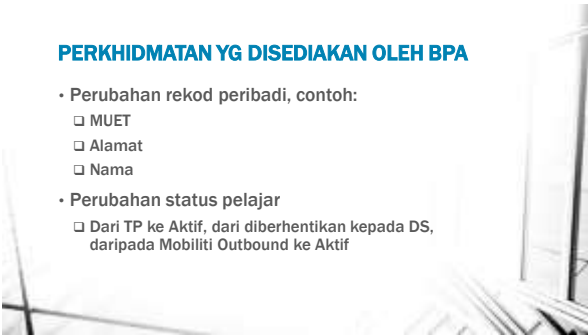 PERKHIDMATAN YG DISEDIAKAN OLEH BPA
• Perubahan rekod peribadi, contoh:
❑ MUET
❑ Alamat
❑ Nama
• Perubahan status pelajar
❑ Dari TP ke Aktif, dari diberhentikan kepada DS,
daripada Mobiliti Outbound ke Aktif